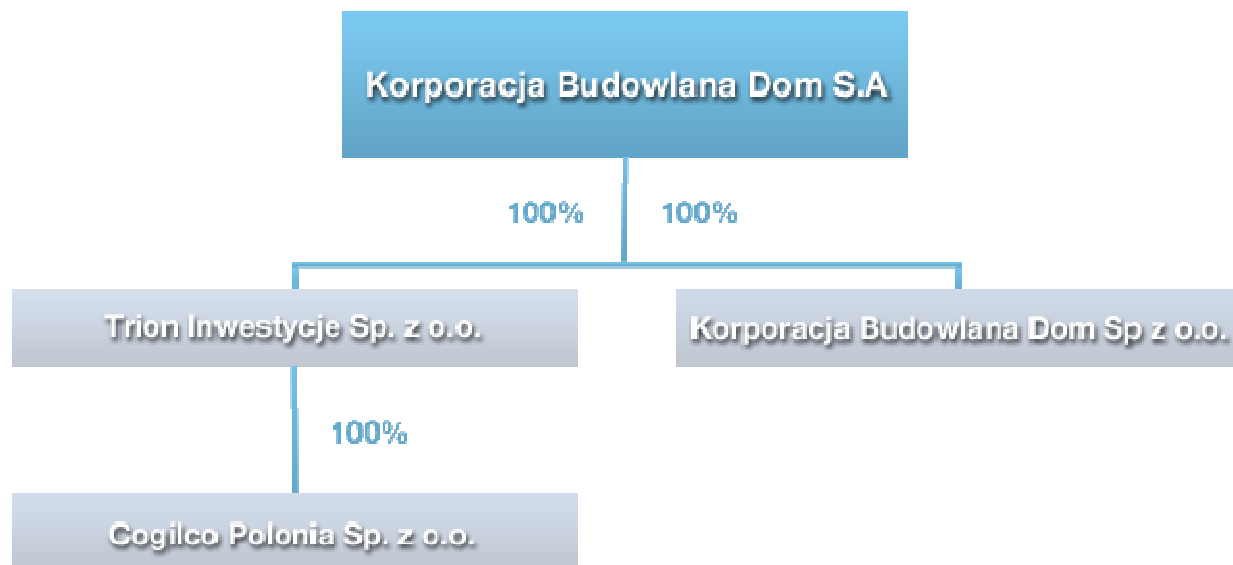 Korporacja Budowlana Dom S.A
100% 100%
Trion Inwestycje Sp. z o.o. Korporacja Budowlana Dom Sp z o.o.
100%
Cogilco Polonia Sp. z o.o.